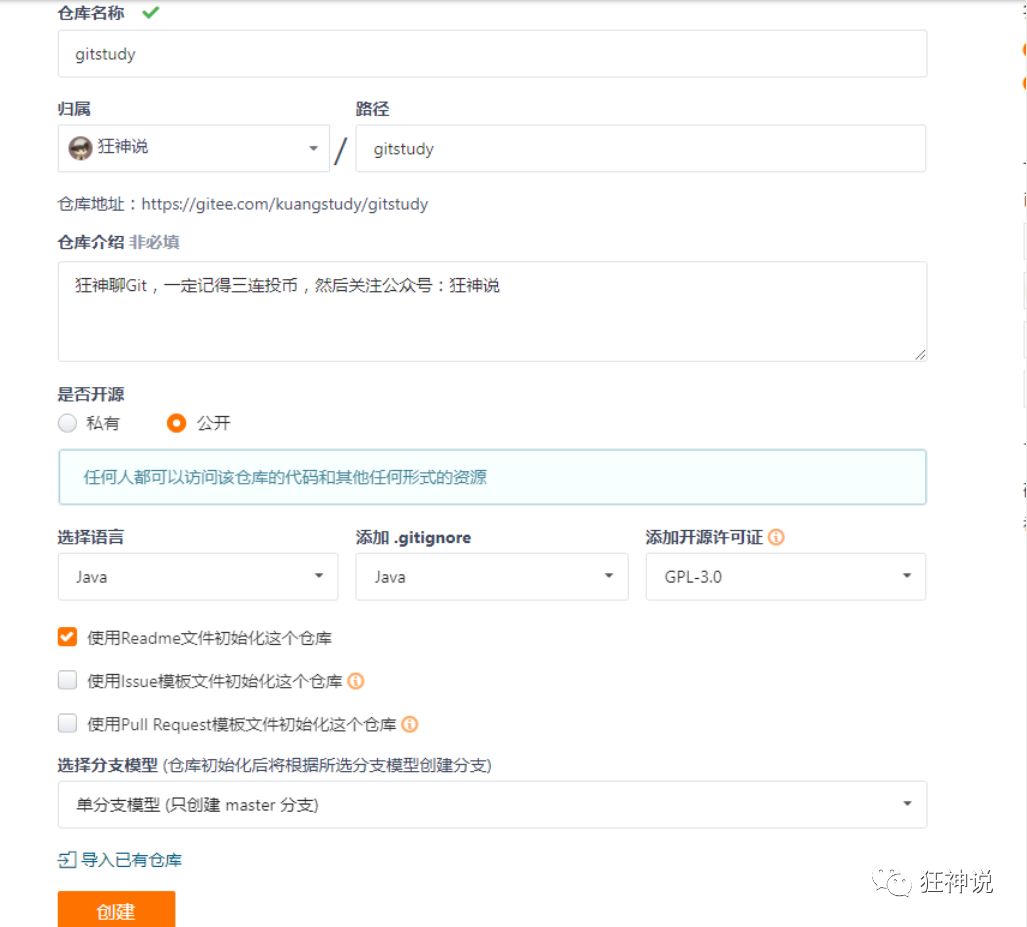 仓库名称
gitstudy
归属
路径
狂神说
/
gitstudy
仓库地址：https://gitee.com/kuangstudy/gitstudy
仓库介绍 非必填
狂神聊Git，一定记得三连投币，然后关注公众号：狂神说
是否开源
私有
公开
任何人都可以访问该仓库的代码和其他任何形式的资源
选择语言
添加 .gitignore
添加开源许可证
Java
Java
GPL-3.0
使用Readme文件初始化这个仓库
使用Issue模板文件初始化这个仓库
使用Pull Request模板文件初始化这个仓库
选择分支模型 (仓库初始化后将根据所选分支模型创建分支)
单分支模型 (只创建 master 分支)
导入已有仓库
狂神说
创建